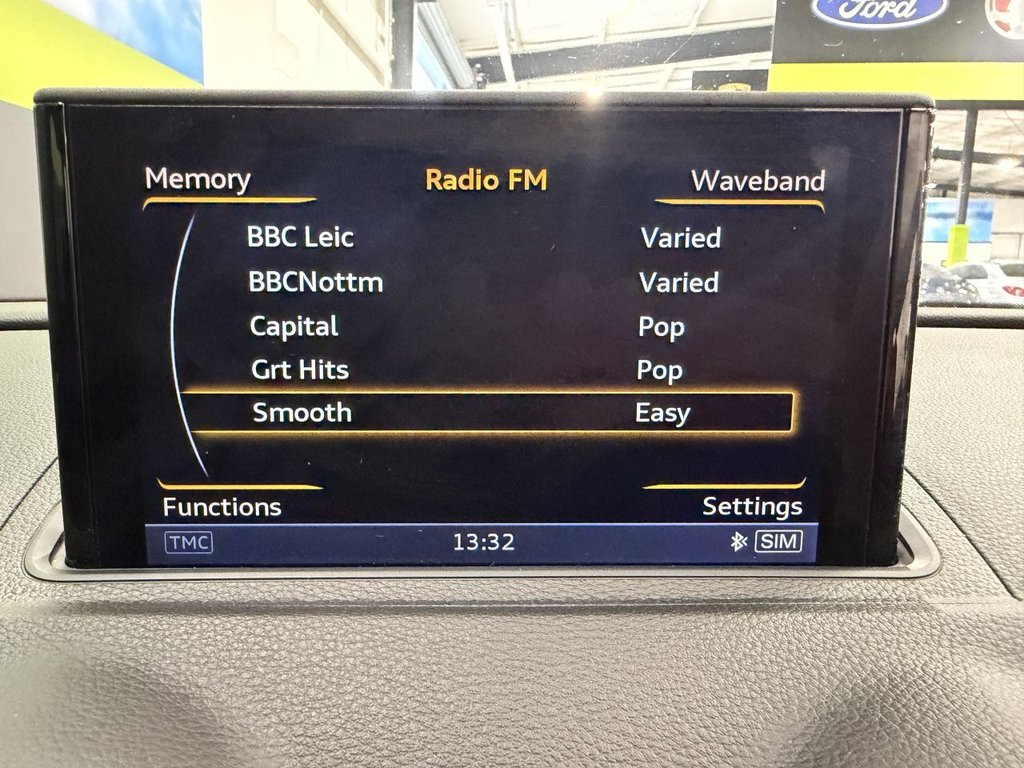 Ford
Memory Radio FM Waveband
BBC Leic Varied
BBCNottm Varied
Capital Pop
Grt Hits Pop
Smooth Easy
Functions Settings
TMC 13:32 SIM